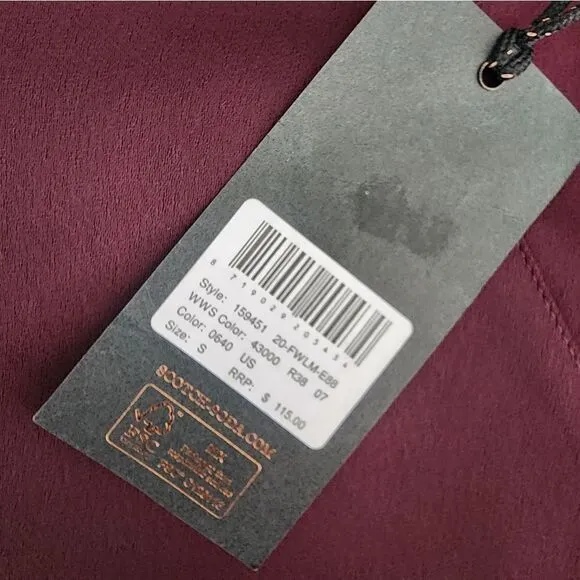 8 719029 205434
Style: 159451 20-FWLM-E88
WWS Color: 43000 R38 07
Color: 0640 US
Size: S
RRP: $ 115.00
SCOTCH-SODA.COM
FSC